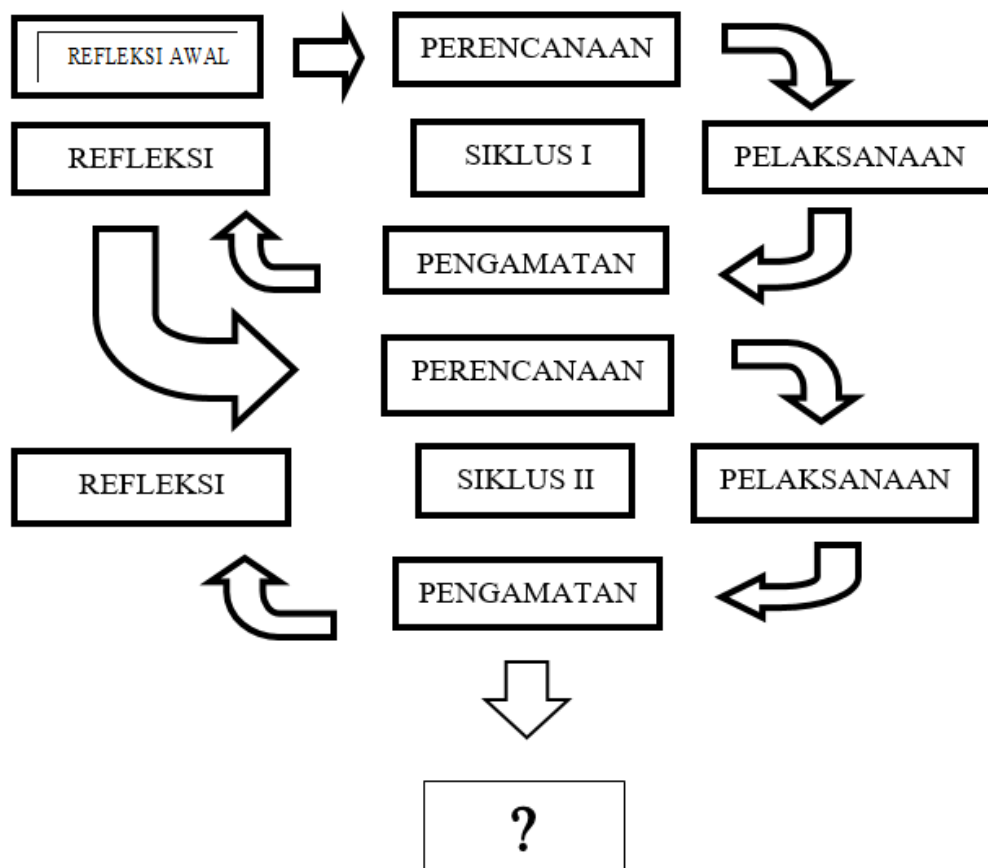 REFLEKSI AWAL
PERENCANAAN
REFLEKSI
SIKLUS I
PELAKSANAAN
PENGAMATAN
PERENCANAAN
REFLEKSI
SIKLUS II
PELAKSANAAN
PENGAMATAN
?